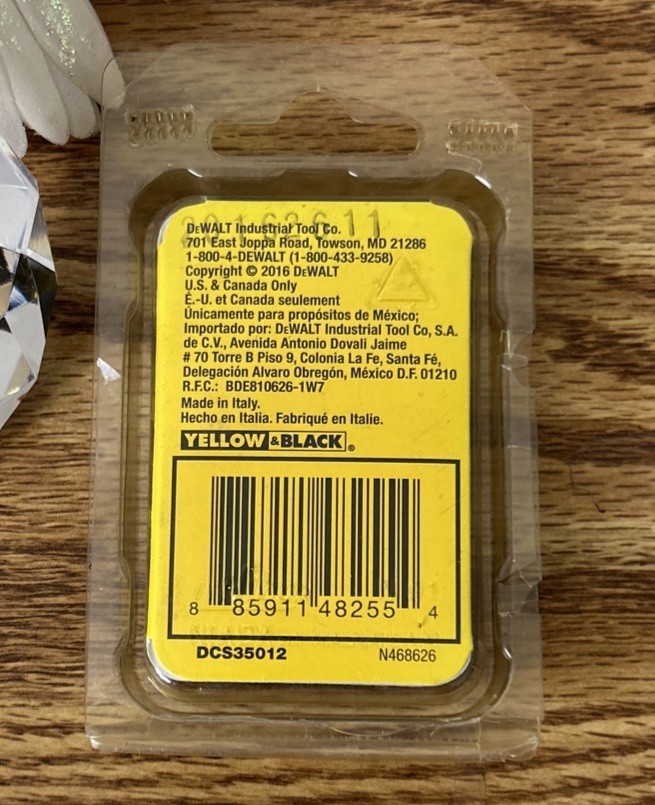 DEWALT Industrial Tool Co.
701 East Joppa Road, Towson, MD 21286
1-800-4-DEWALT (1-800-433-9258)
Copyright © 2016 DEWALT
U.S. & Canada Only
É.-U. et Canada seulement
Únicamente para propósitos de México;
Importado por: DEWALT Industrial Tool Co, S.A.
de C.V., Avenida Antonio Dovali Jaime
# 70 Torre B Piso 9, Colonia La Fe, Santa Fé,
Delegación Alvaro Obregón, México D.F. 01210
R.F.C.: BDE810626-1W7
Made in Italy.
Hecho en Italia. Fabriqué en Italie.
YELLOW & BLACK®
8 85911 48255 4
DCS35012 N468626